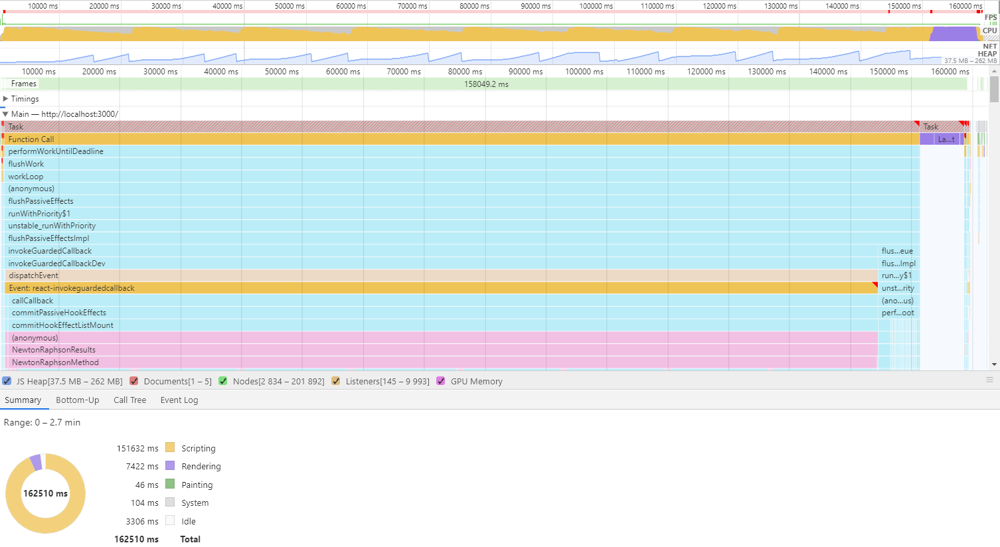 10000 ms 20000 ms 30000 ms 40000 ms 50000 ms 60000 ms 70000 ms 80000 ms 90000 ms 100000 ms 110000 ms 120000 ms 130000 ms 140000 ms 150000 ms 160000 ms
FPS
CPU
NET
HEAP
37.5 MB – 262 MB
10000 ms 20000 ms 30000 ms 40000 ms 50000 ms 60000 ms 70000 ms 80000 ms 90000 ms 100000 ms 110000 ms 120000 ms 130000 ms 140000 ms 150000 ms 160000 ms
Frames 158049.2 ms
Timings
Main — http://localhost:3000/
Task Task
Function Call La…t
performWorkUntilDeadline
flushWork
workLoop
(anonymous)
flushPassiveEffects
runWithPriority$1
unstable_runWithPriority
flushPassiveEffectsImpl
invokeGuardedCallback flus…eue
invokeGuardedCallbackDev flus…Impl
dispatchEvent run…y$1
Event: react-invokeguardedcallback unst…rity
callCallback (ano…us)
commitPassiveHookEffects perf…oot
commitHookEffectListMount
(anonymous)
NewtonRaphsonResults
NewtonRaphsonMethod
JS Heap[37.5 MB – 262 MB] Documents[1 – 5] Nodes[2 834 – 201 892] Listeners[145 – 9 993] GPU Memory
Summary Bottom-Up Call Tree Event Log
Range: 0 – 2.7 min
151632 ms Scripting
7422 ms Rendering
46 ms Painting
104 ms System
3306 ms Idle
162510 ms Total
162510 ms